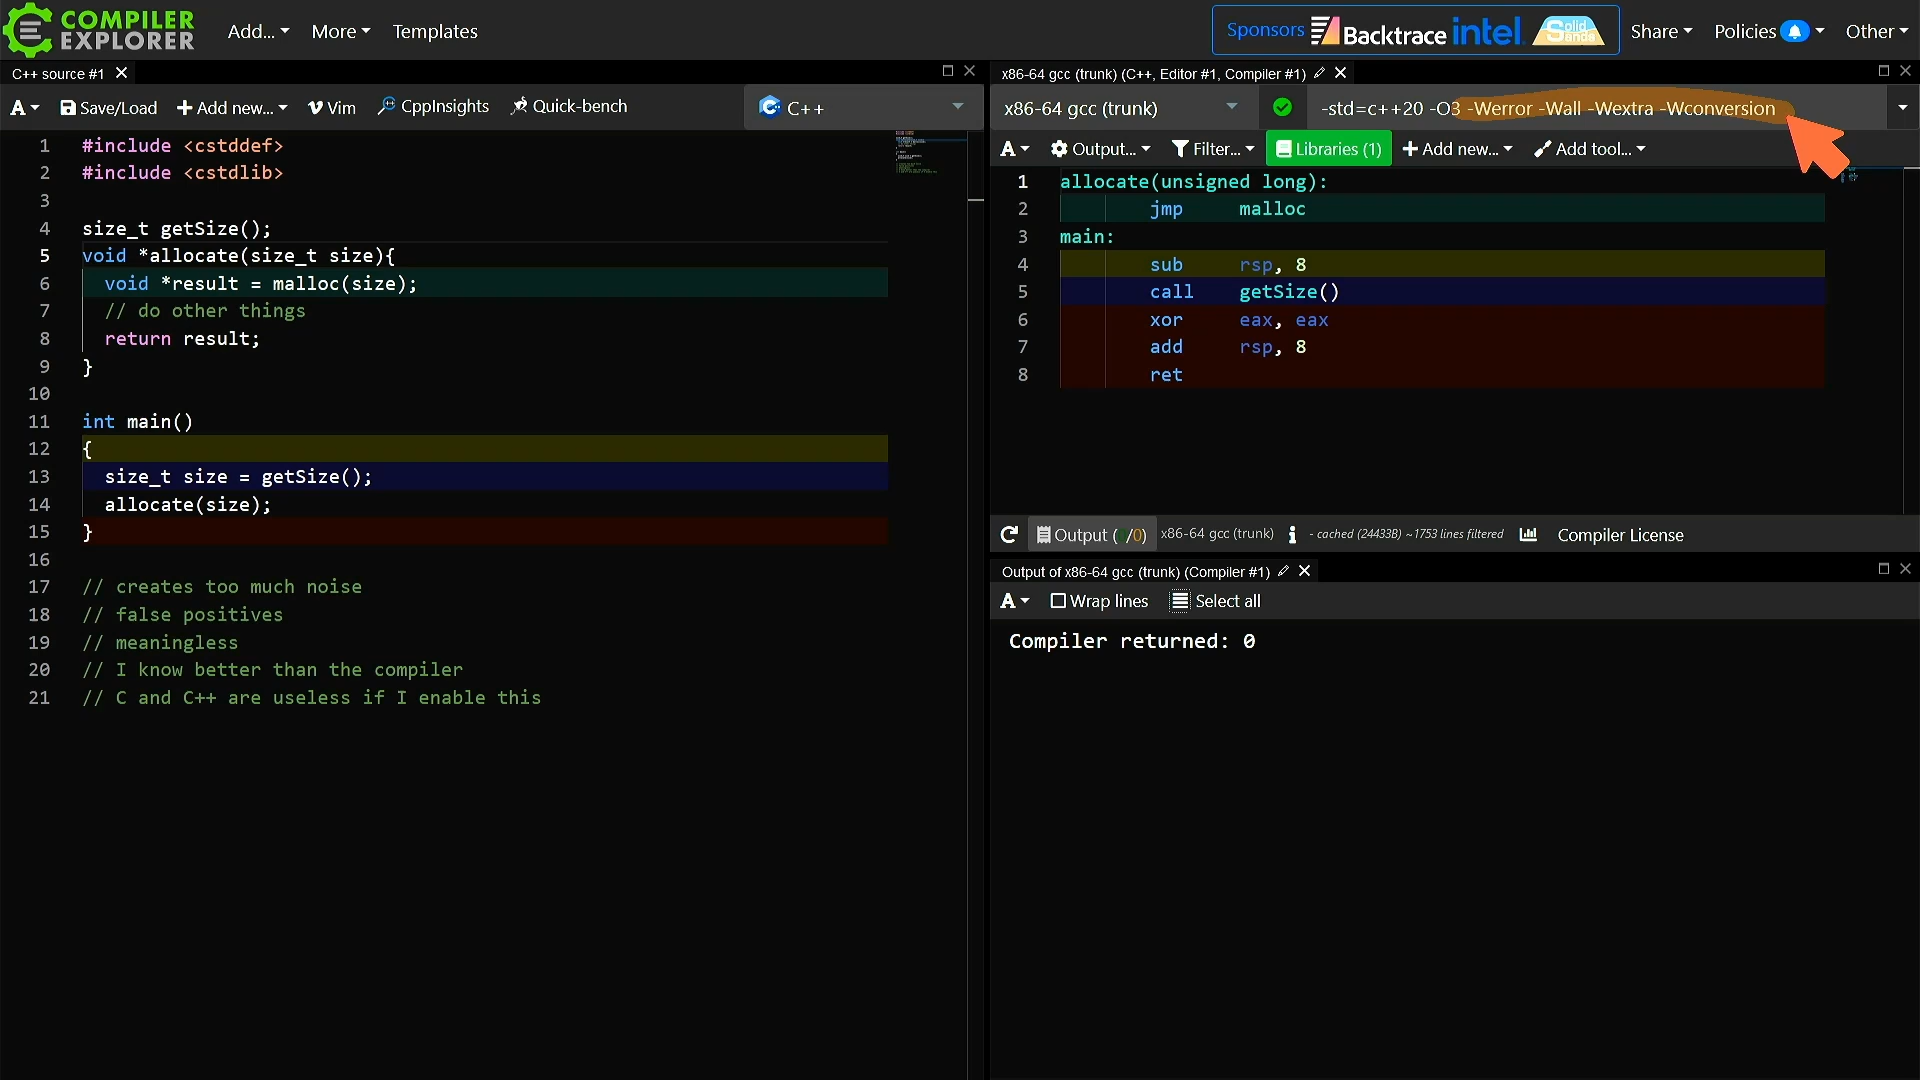 COMPILER
EXPLORER
Add...
More
Templates
Sponsors
Backtrace
intel.
Solid
Sands
Share
Policies
Other
C++ source #1
A
Save/Load
Add new...
Vim
CppInsights
Quick-bench
C++
1 #include <cstddef>
2 #include <cstdlib>
3
4 size_t getSize();
5 void *allocate(size_t size){
6 void *result = malloc(size);
7 // do other things
8 return result;
9 }
10
11 int main()
12 {
13 size_t size = getSize();
14 allocate(size);
15 }
16
17 // creates too much noise
18 // false positives
19 // meaningless
20 // I know better than the compiler
21 // C and C++ are useless if I enable this
x86-64 gcc (trunk) (C++, Editor #1, Compiler #1)
x86-64 gcc (trunk)
-std=c++20 -O3 -Werror -Wall -Wextra -Wconversion
A
Output...
Filter...
Libraries (1)
Add new...
Add tool...
1 allocate(unsigned long):
2 jmp malloc
3 main:
4 sub rsp, 8
5 call getSize()
6 xor eax, eax
7 add rsp, 8
8 ret
Output ( /0)
x86-64 gcc (trunk)
- cached (24433B) ~1753 lines filtered
Compiler License
Output of x86-64 gcc (trunk) (Compiler #1)
A
Wrap lines
Select all
Compiler returned: 0